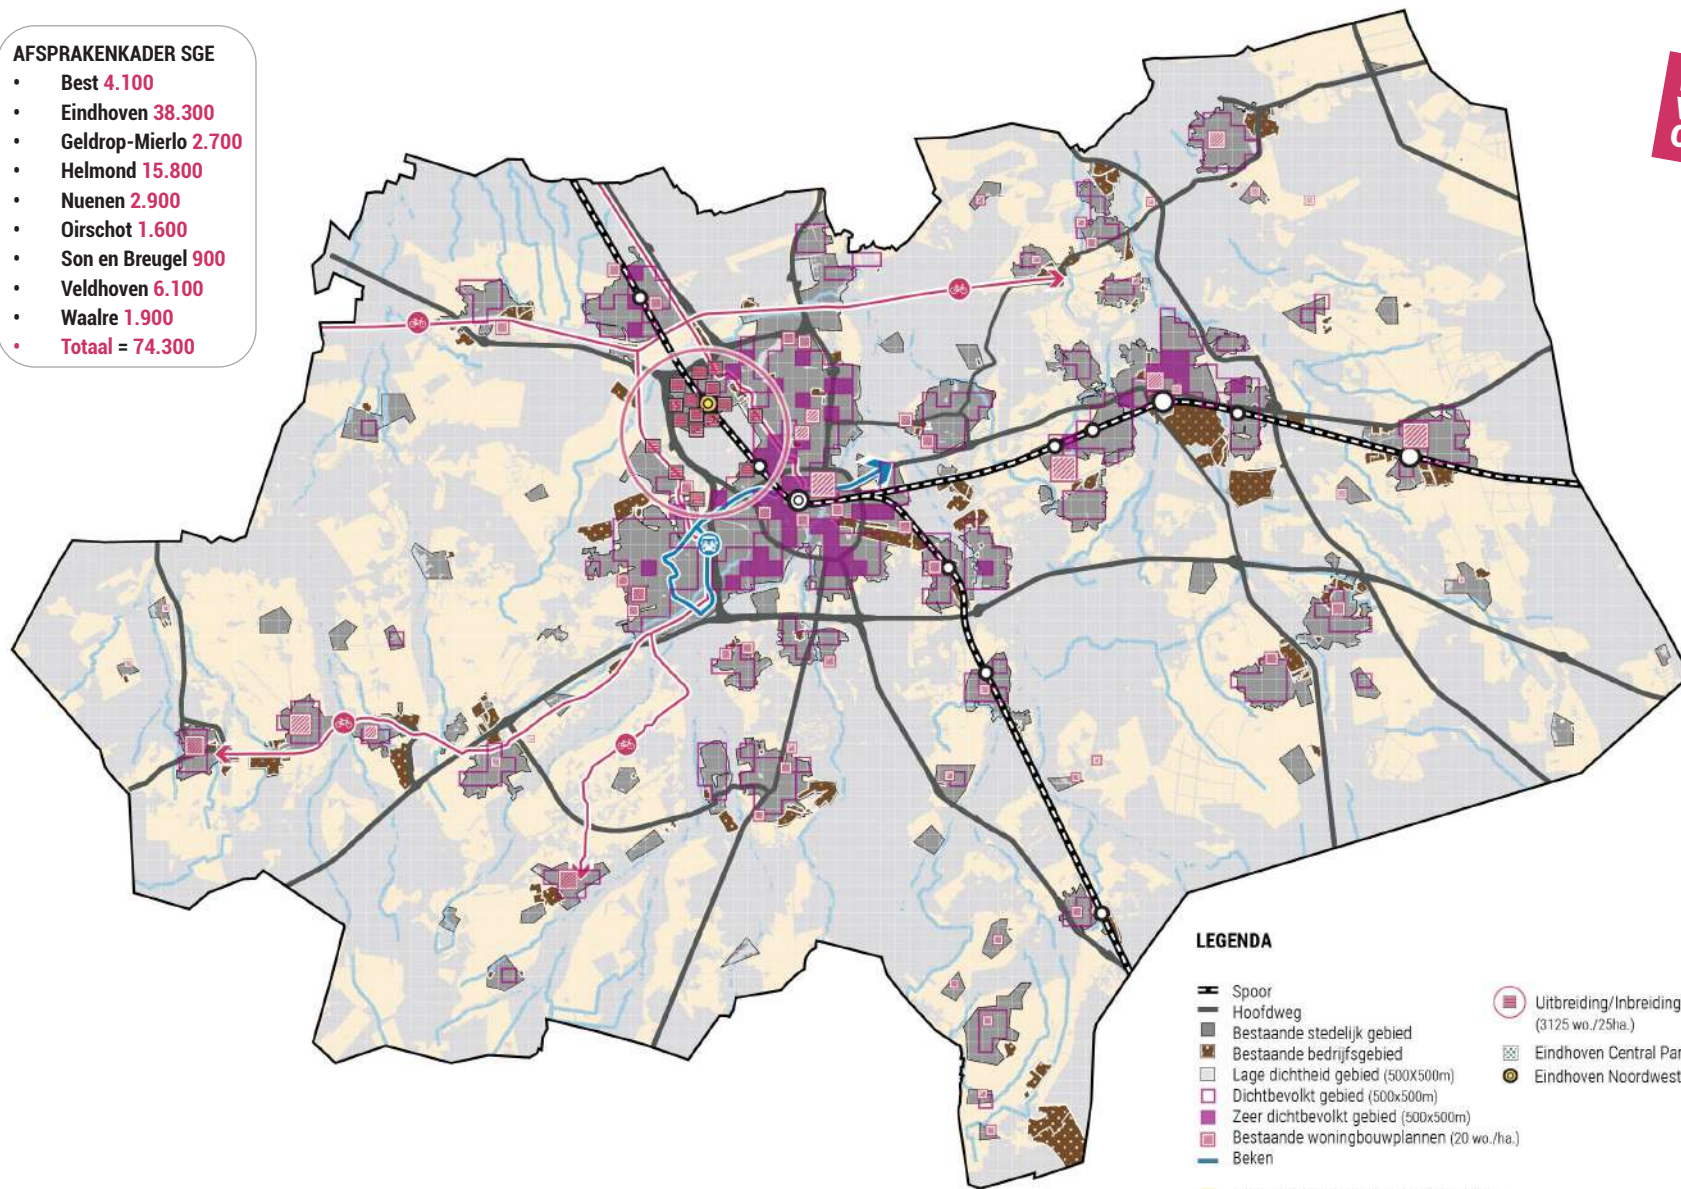 AFSPRAKENKADER SGE
• Best 4.100
• Eindhoven 38.300
• Geldrop-Mierlo 2.700
• Helmond 15.800
• Nuenen 2.900
• Oirschot 1.600
• Son en Breugel 900
• Veldhoven 6.100
• Waalre 1.900
• Totaal = 74.300
LEGENDA
Spoor
Hoofdweg
Bestaande stedelijk gebied
Bestaande bedrijfsgebied
Lage dichtheid gebied (500X500m)
Dichtbevolkt gebied (500x500m)
Zeer dichtbevolkt gebied (500x500m)
Bestaande woningbouwplannen (20 wo./ha.)
Beken
Uitbreiding/Inbreiding
(3125 wo./25ha.)
Eindhoven Central Par
Eindhoven Noordwest